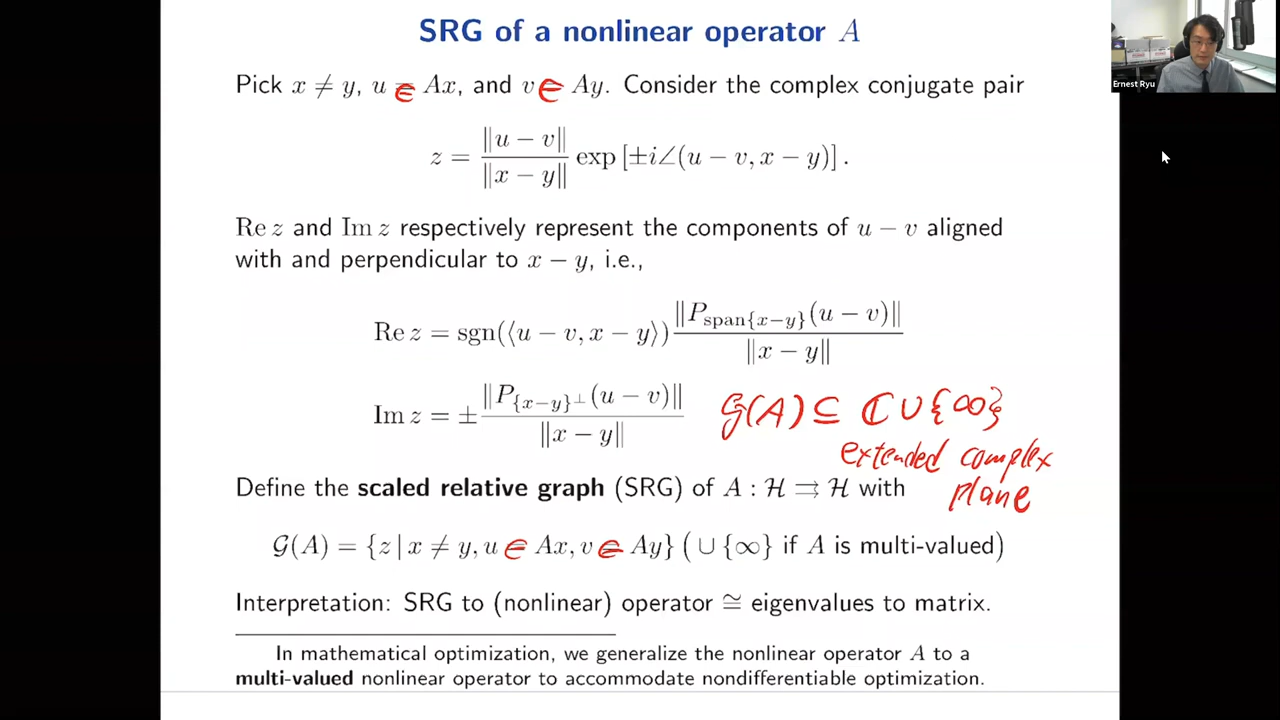 SRG of a nonlinear operator A
Ernest Ryu
Pick x ≠ y, u ∈ Ax, and v ∈ Ay. Consider the complex conjugate pair
z = ‖u − v‖ / ‖x − y‖ exp [±i∠(u − v, x − y)] .
Re z and Im z respectively represent the components of u − v aligned
with and perpendicular to x − y, i.e.,
Re z = sgn(⟨u − v, x − y⟩) ‖P_span{x−y}(u − v)‖ / ‖x − y‖
Im z = ± ‖P_{x−y}⊥(u − v)‖ / ‖x − y‖
G(A) ⊆ ℂ ∪ {∞}
extended complex
plane
Define the scaled relative graph (SRG) of A : ℋ ⇉ ℋ with
𝒢(A) = {z | x ≠ y, u ∈ Ax, v ∈ Ay} ( ∪ {∞} if A is multi-valued)
Interpretation: SRG to (nonlinear) operator ≅ eigenvalues to matrix.
In mathematical optimization, we generalize the nonlinear operator A to a
multi-valued nonlinear operator to accommodate nondifferentiable optimization.